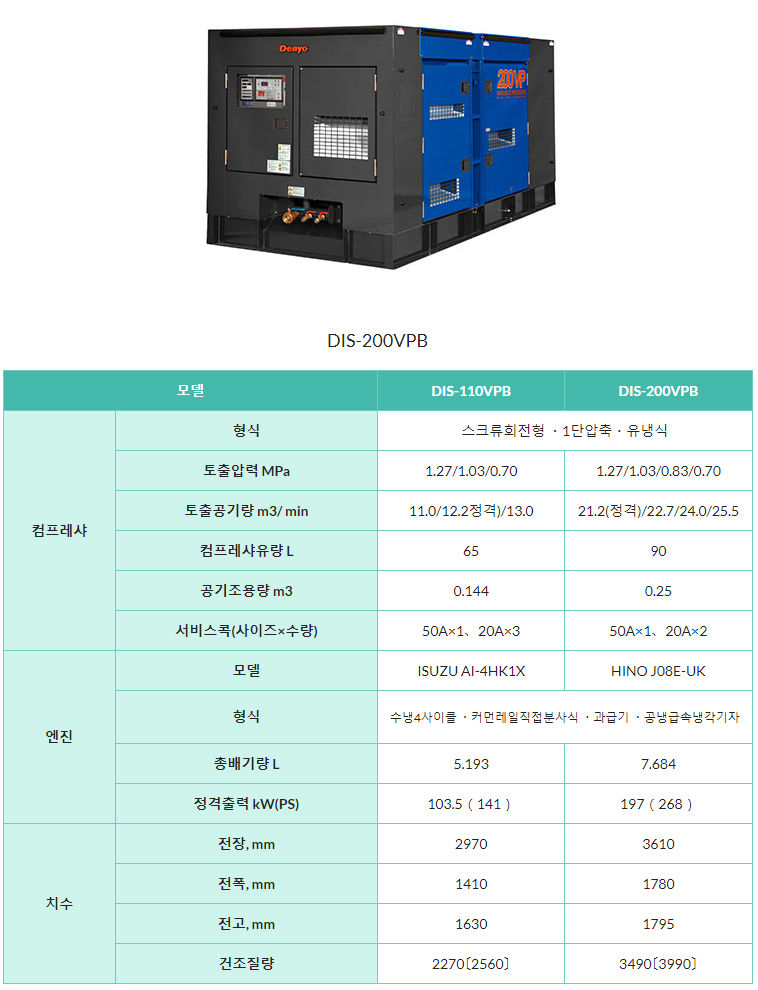 Denyo
200VP
DIS-200VPB
모델 DIS-110VPB DIS-200VPB
컴프레샤
형식 스크류회전형 · 1단압축 · 유냉식
토출압력 MPa 1.27/1.03/0.70 1.27/1.03/0.83/0.70
토출공기량 m3/ min 11.0/12.2정격)/13.0 21.2(정격)/22.7/24.0/25.5
컴프레샤유량 L 65 90
공기조용량 m3 0.144 0.25
서비스콕(사이즈×수량) 50A×1、20A×3 50A×1、20A×2
엔진
모델 ISUZU AI-4HK1X HINO J08E-UK
형식 수냉4사이클 · 커먼레일직접분사식 · 과급기 · 공냉급속냉각기자
총배기량 L 5.193 7.684
정격출력 kW(PS) 103.5 ( 141 ) 197 ( 268 )
치수
전장, mm 2970 3610
전폭, mm 1410 1780
전고, mm 1630 1795
건조질량 2270〔2560〕 3490〔3990〕